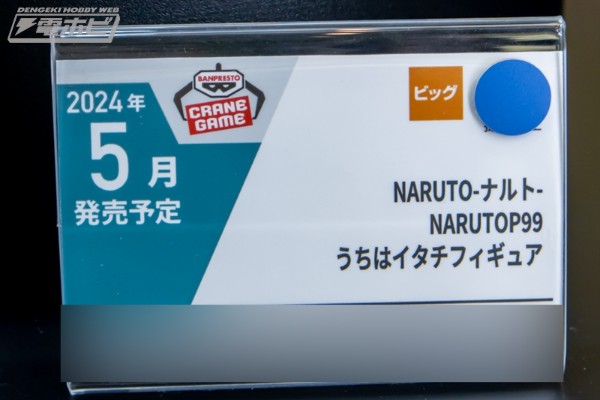 DENGEKI HOBBY WEB
電ホビ
2024年
5月
発売予定
BANPRESTO
CRANE
GAME
ビッグ
NARUTO-ナルト-
NARUTOP99
うちはイタチフィギュア